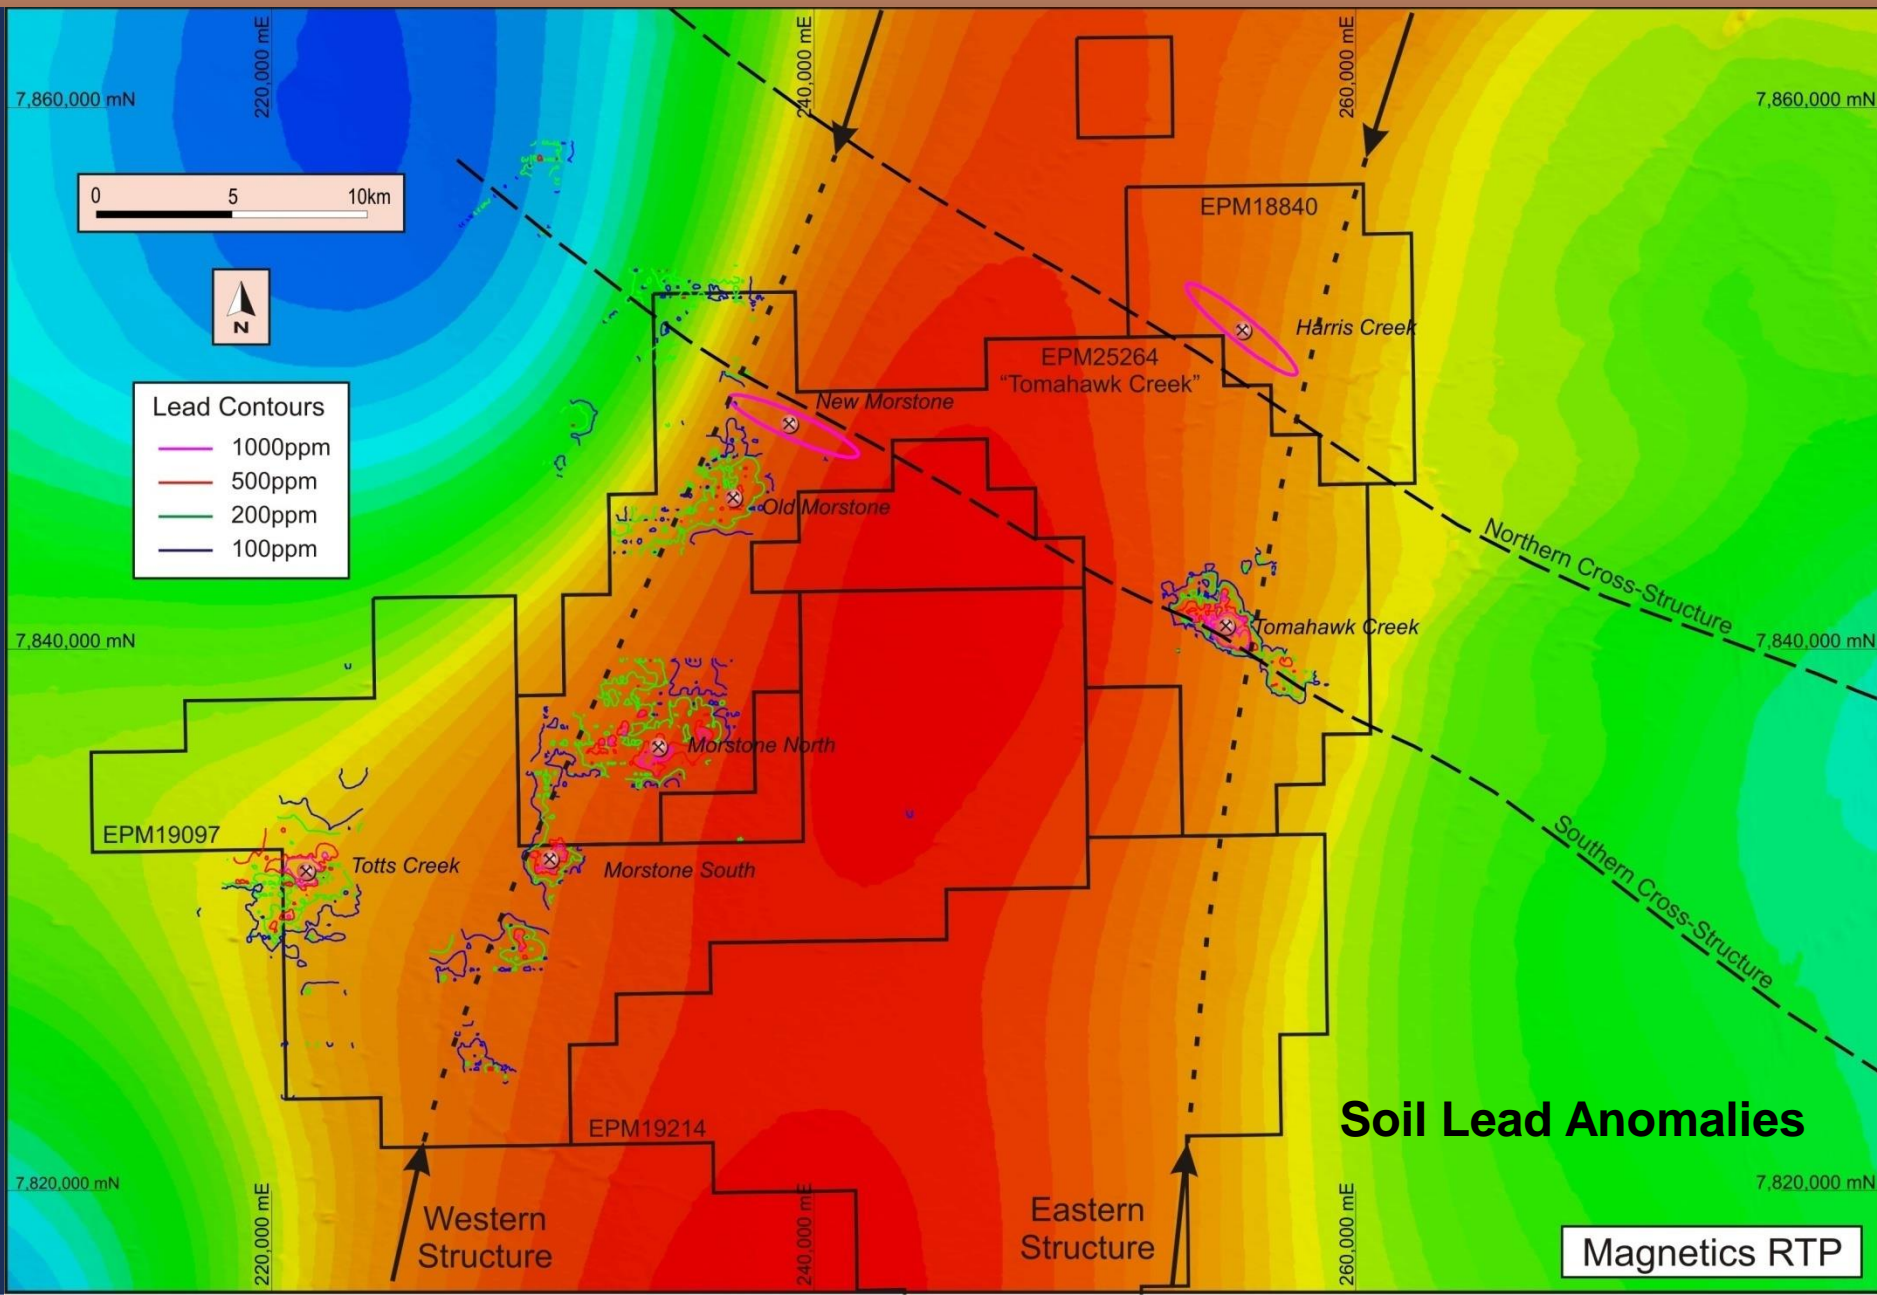 220,000 mE
240,000 mE
260,000 mE
7,860,000 mN
7,860,000 mN
0 5 10km
EPM18840
N
Harris Creek
EPM25264
“Tomahawk Creek”
Lead Contours
1000ppm
500ppm
200ppm
100ppm
New Morstone
Old Morstone
Northern Cross-Structure
Tomahawk Creek
7,840,000 mN
7,840,000 mN
Morstone North
EPM19097
Totts Creek
Morstone South
Southern Cross-Structure
Soil Lead Anomalies
EPM19214
7,820,000 mN
7,820,000 mN
Western
Structure
Eastern
Structure
220,000 mE
240,000 mE
260,000 mE
Magnetics RTP